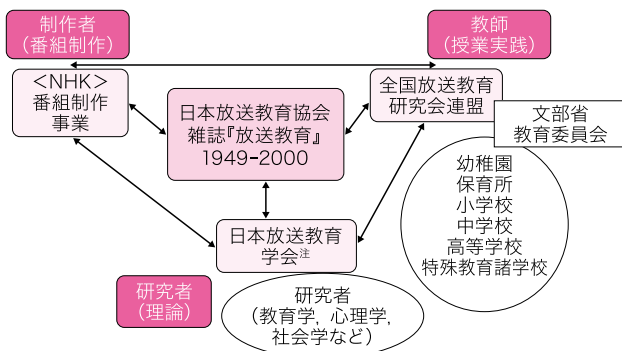 制作者
（番組制作）
教師
（授業実践）
＜NHK＞
番組制作
事業
日本放送教育協会
雑誌『放送教育』
1949-2000
全国放送教育
研究会連盟
文部省
教育委員会
幼稚園
保育所
小学校
中学校
高等学校
特殊教育諸学校
日本放送教育
学会注
研究者
（理論）
研究者
（教育学，心理学，
社会学など）